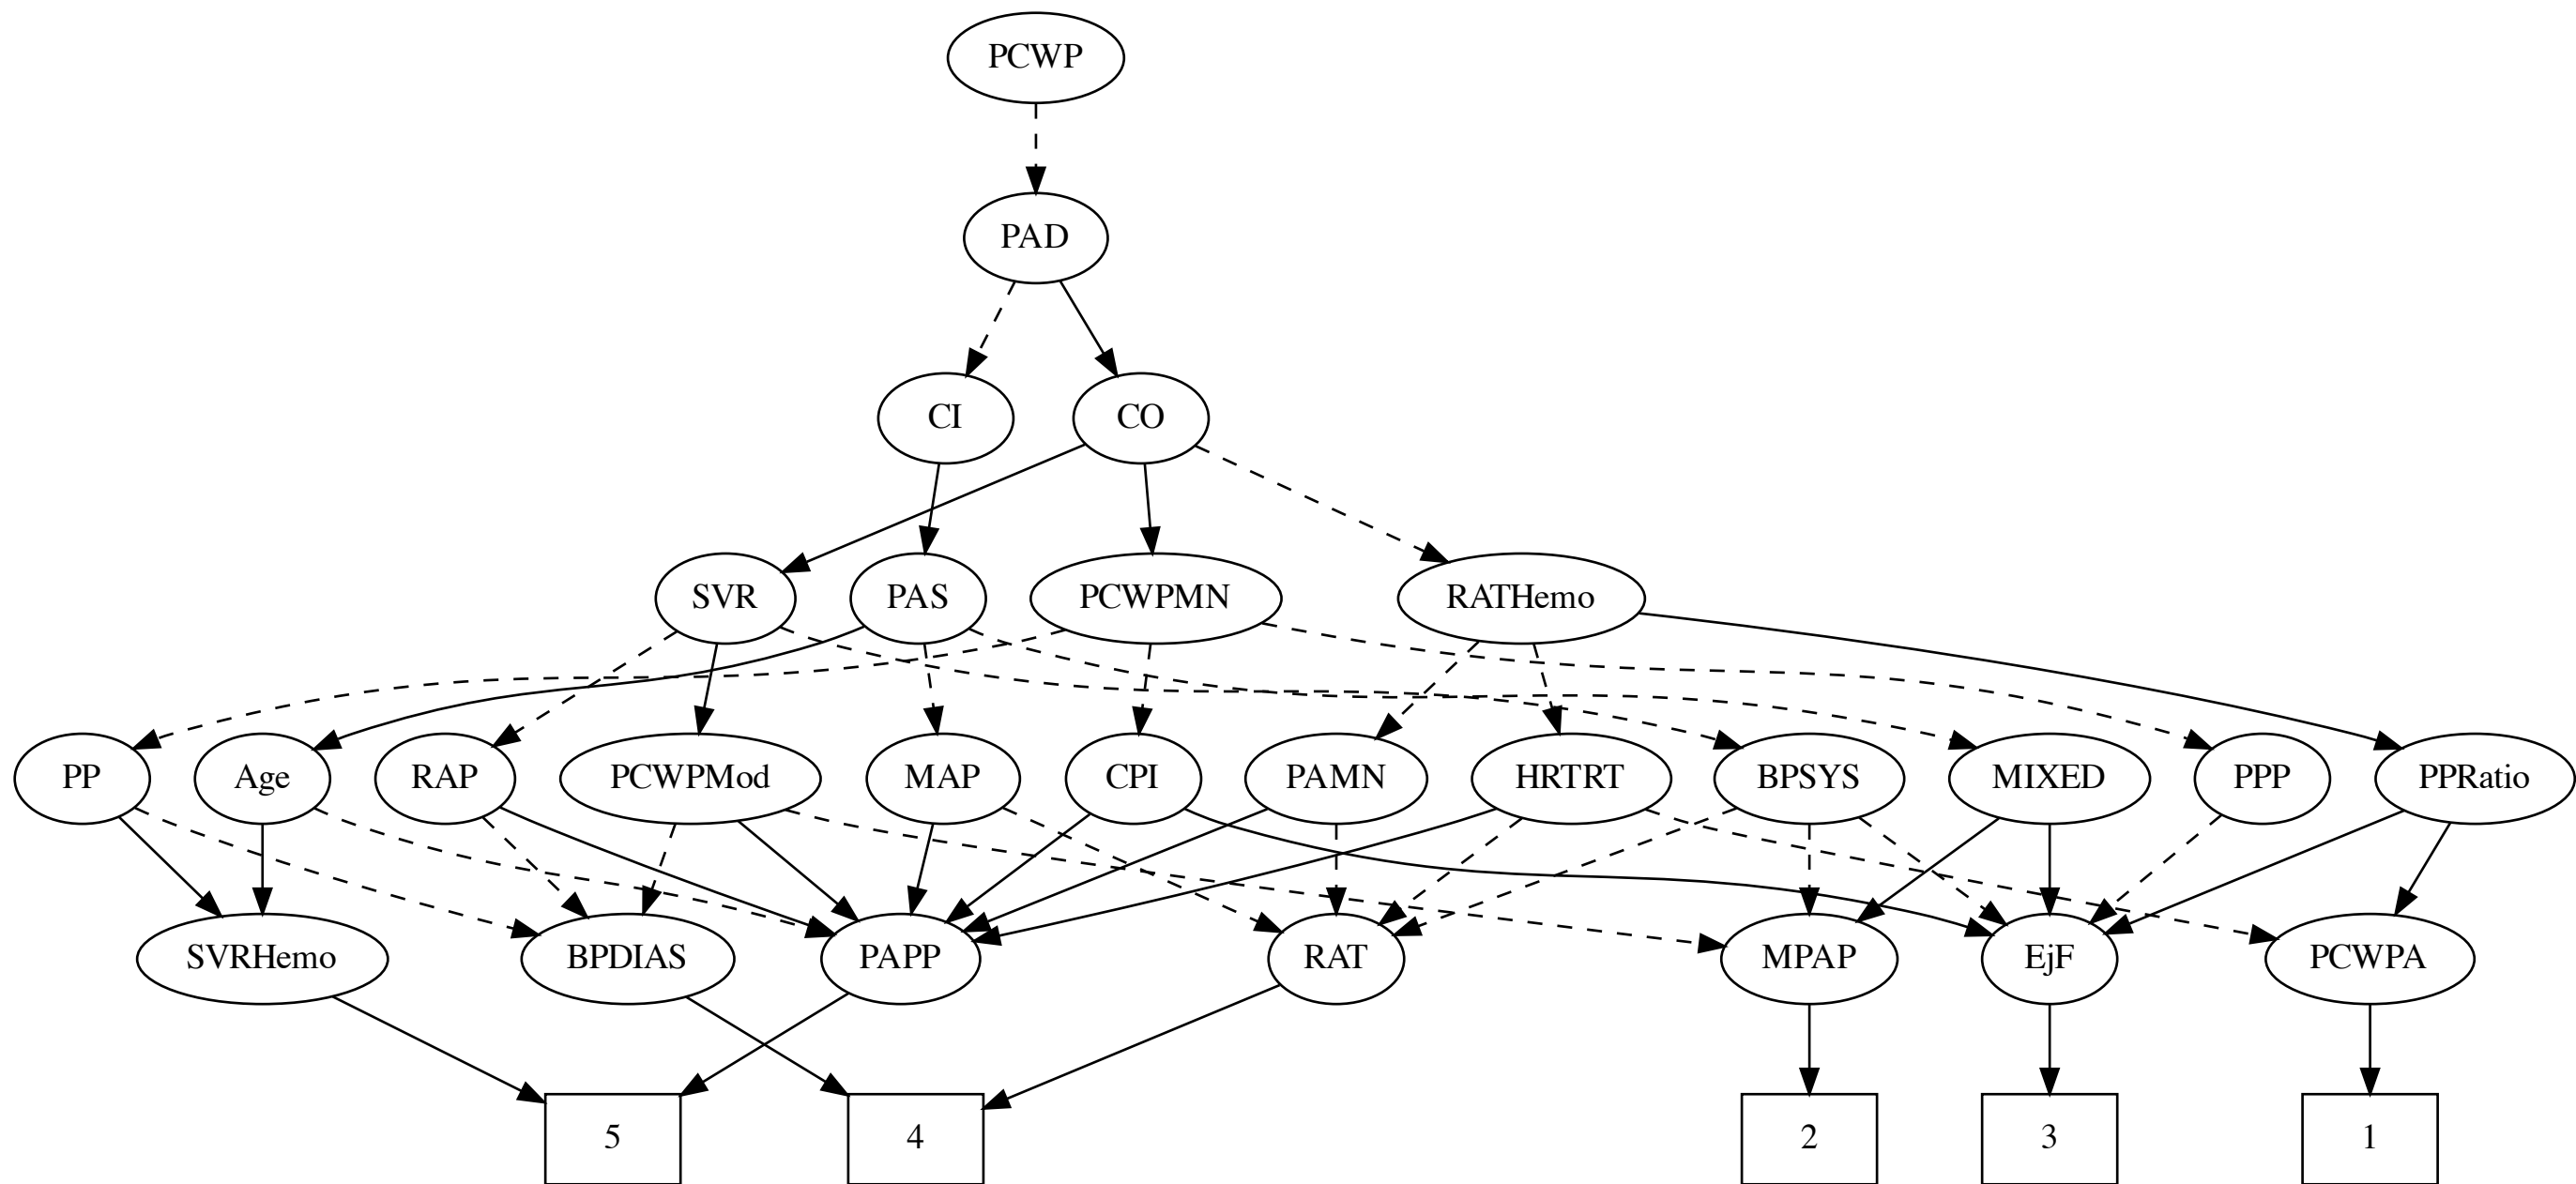 PCWP
PAD
CI
CO
SVR
PAS
PCWPMN
RATHemo
PP
Age
RAP
PCWPMod
MAP
CPI
PAMN
HRTRT
BPSYS
MIXED
PPP
PPRatio
SVRHemo
BPDIAS
PAPP
RAT
MPAP
EjF
PCWPA
5
4
2
3
1